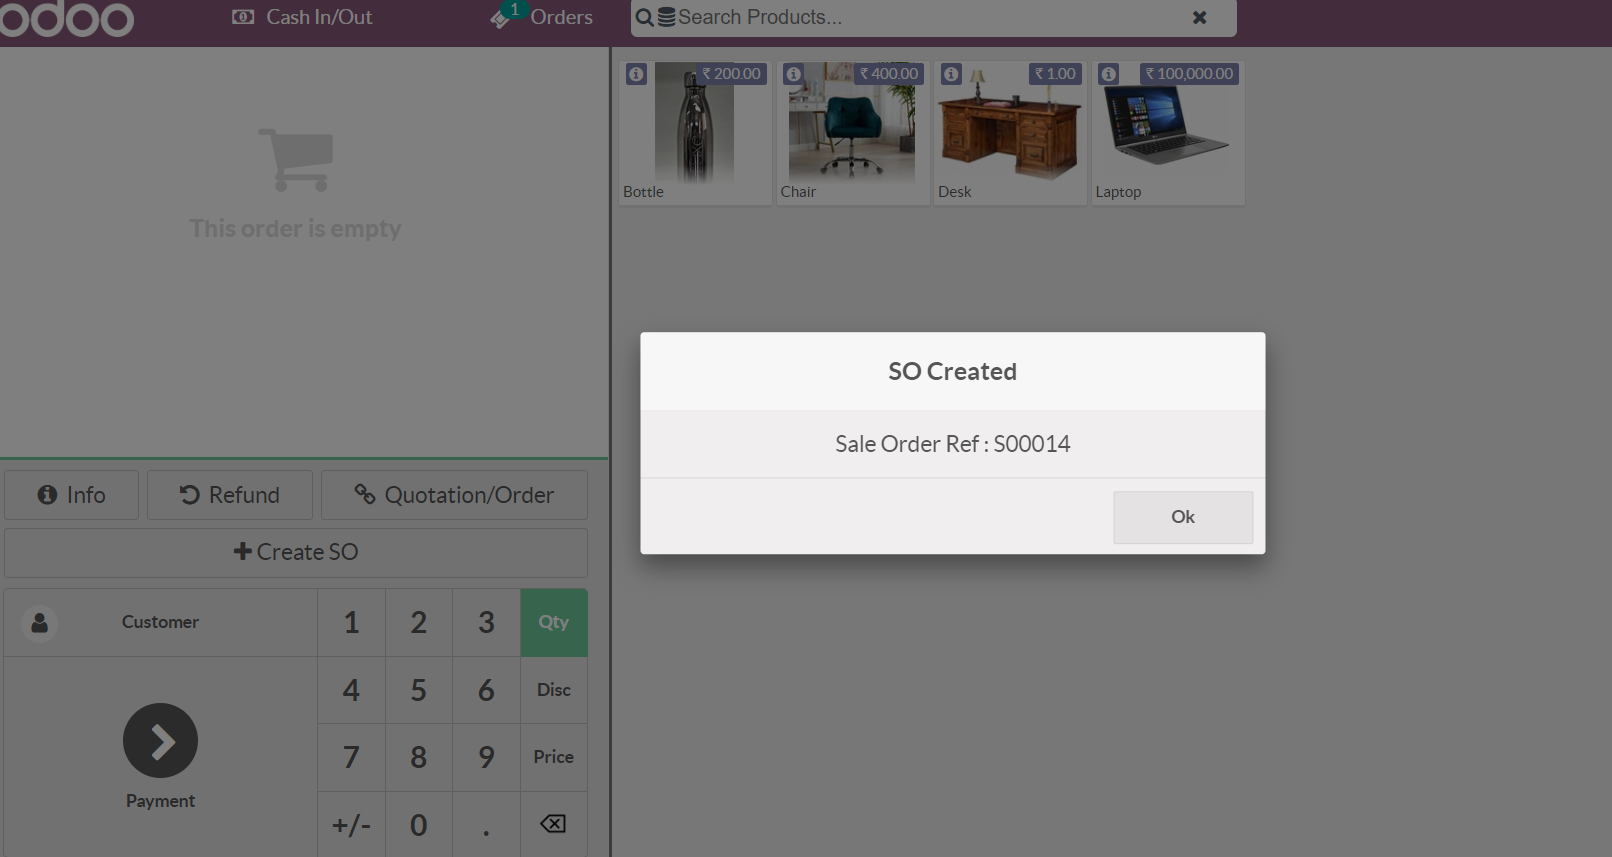 odoo
Cash In/Out
1
Orders
Search Products...
₹ 200.00
Bottle
₹ 400.00
Chair
₹ 1.00
Desk
₹ 100,000.00
Laptop
This order is empty
SO Created
Sale Order Ref : S00014
Ok
Info
Refund
Quotation/Order
Create SO
Customer
1 2 3 Qty
4 5 6 Disc
7 8 9 Price
+/- 0 .
Payment